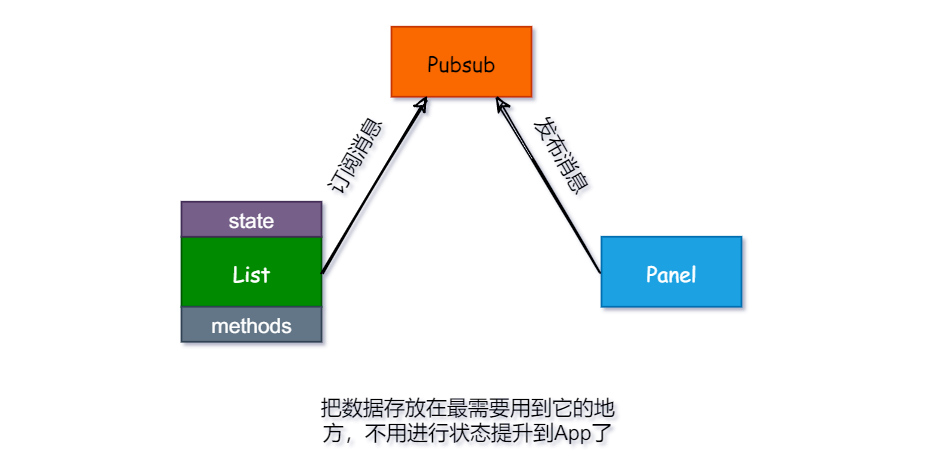 Pubsub
订阅消息
发布消息
state
List
methods
Panel
把数据存放在最需要用到它的地
方，不用进行状态提升到App了